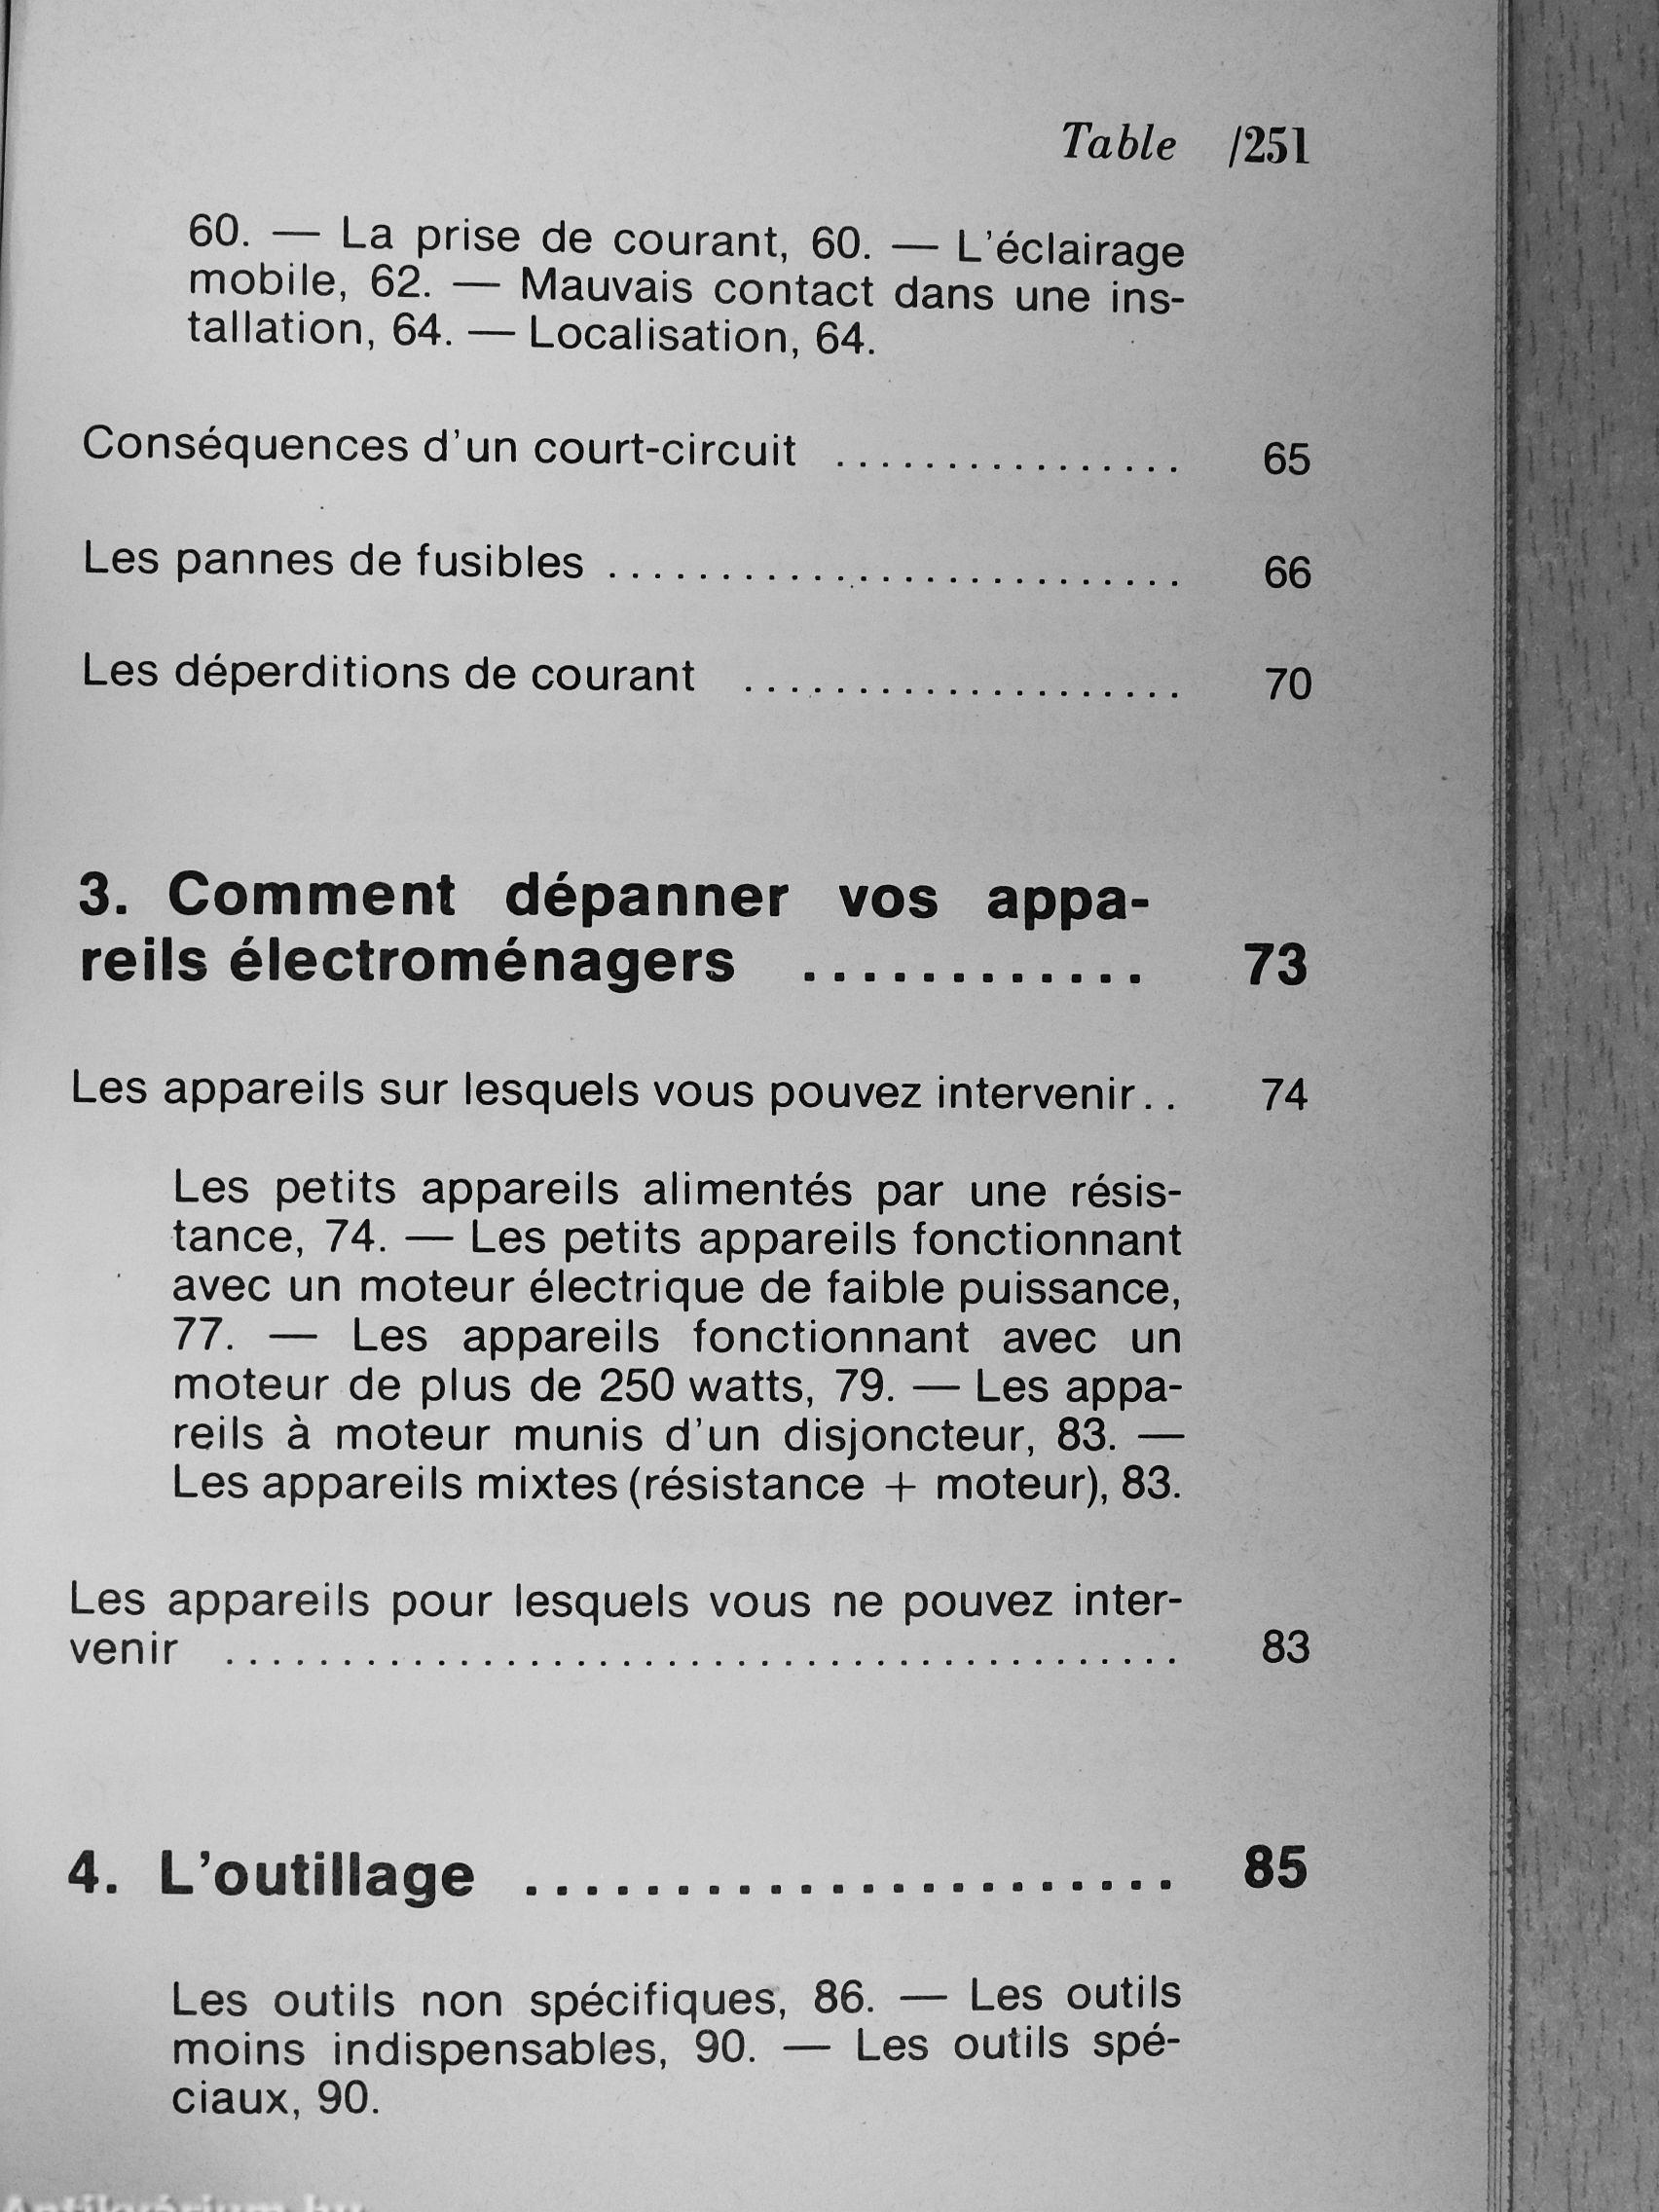 Table /251
60. — La prise de courant, 60. — L'éclairage
mobile, 62. — Mauvais contact dans une ins-
tallation, 64. — Localisation, 64.
Conséquences d'un court-circuit ................ 65
Les pannes de fusibles .......................... 66
Les déperditions de courant .................... 70
3. Comment dépanner vos appa-
reils électroménagers ............ 73
Les appareils sur lesquels vous pouvez intervenir.. 74
Les petits appareils alimentés par une résis-
tance, 74. — Les petits appareils fonctionnant
avec un moteur électrique de faible puissance,
77. — Les appareils fonctionnant avec un
moteur de plus de 250 watts, 79. — Les appa-
reils à moteur munis d'un disjoncteur, 83. —
Les appareils mixtes (résistance + moteur), 83.
Les appareils pour lesquels vous ne pouvez inter-
venir .......................................... 83
4. L'outillage ...................... 85
Les outils non spécifiques, 86. — Les outils
moins indispensables, 90. — Les outils spé-
ciaux, 90.